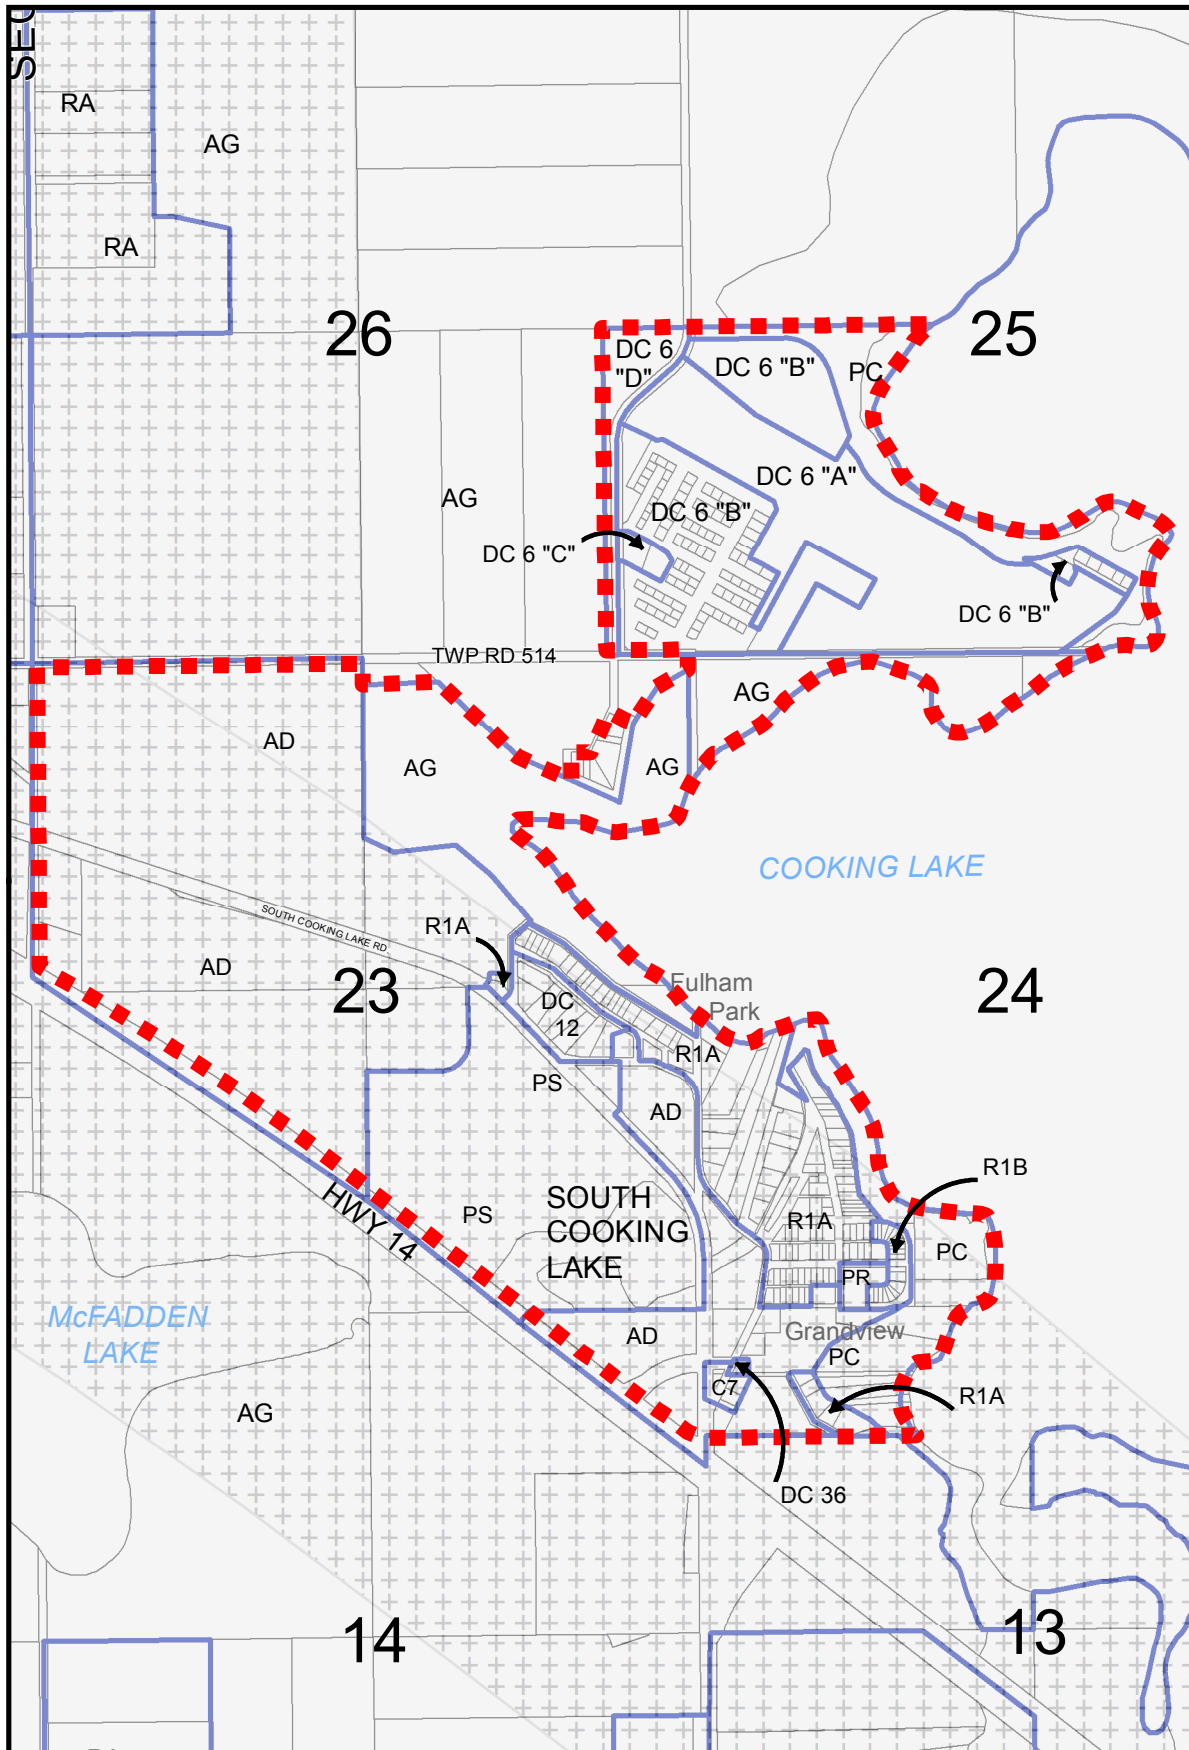 RA
AG
RA
26
25
DC 6
"D"
DC 6 "B"
PC
DC 6 "A"
AG
DC 6 "B"
DC 6 "C"
DC 6 "B"
TWP RD 514
AG
AD
AG
AG
COOKING LAKE
SOUTH COOKING LAKE RD
R1A
AD
23
24
Fulham
Park
DC
12
R1A
PS
AD
R1B
HWY 14
PS
SOUTH
COOKING
LAKE
R1A
PC
PR
McFADDEN
LAKE
AD
Grandview
PC
C7
R1A
AG
DC 36
14
13